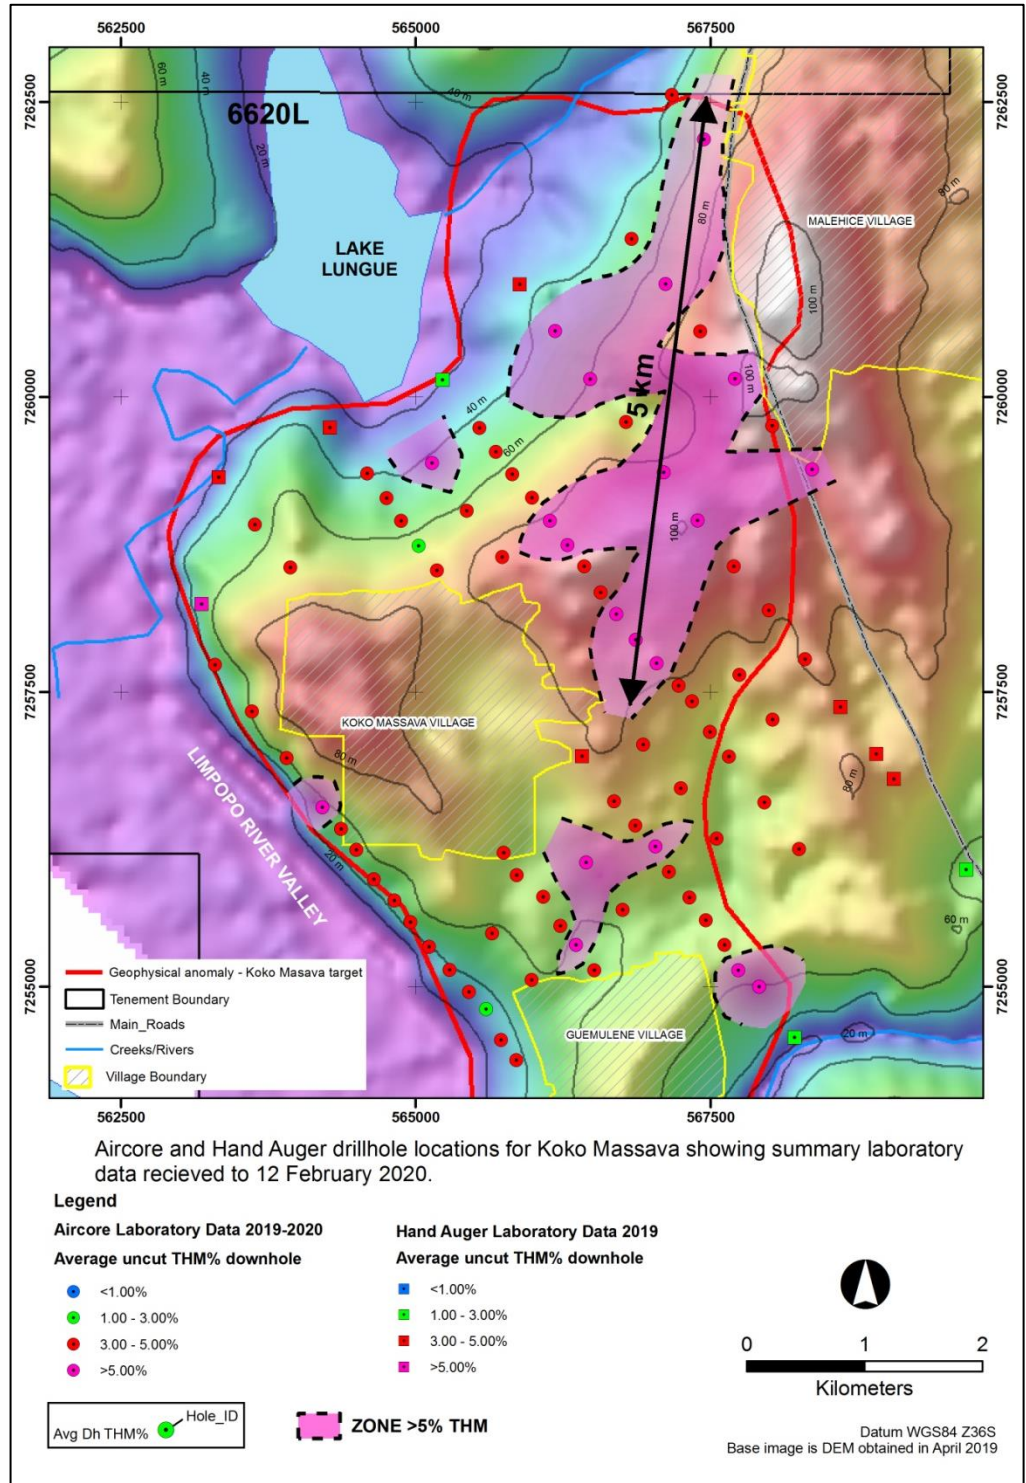 562500 565000 567500
7262500 7262500
60 m
40 m
40 m
6620L
20 m
80 m
MALEHICE VILLAGE
80 m
LAKE
LUNGUE
100 m
5 km
100 m
7260000 7260000
40 m
60 m
100 m
7257500 7257500
KOKO MASSAVA VILLAGE
80 m
80 m
LIMPOPO RIVER VALLEY
20 m
60 m
7255000 7255000
GUEMULENE VILLAGE
20 m
Geophysical anomaly - Koko Masava target
Tenement Boundary
Main_Roads
Creeks/Rivers
Village Boundary
562500 565000 567500
Aircore and Hand Auger drillhole locations for Koko Massava showing summary laboratory
data recieved to 12 February 2020.
Legend
Aircore Laboratory Data 2019-2020
Average uncut THM% downhole
<1.00%
1.00 - 3.00%
3.00 - 5.00%
>5.00%
Hand Auger Laboratory Data 2019
Average uncut THM% downhole
<1.00%
1.00 - 3.00%
3.00 - 5.00%
>5.00%
0 1 2
Kilometers
Hole_ID
Avg Dh THM%
ZONE >5% THM
Datum WGS84 Z36S
Base image is DEM obtained in April 2019